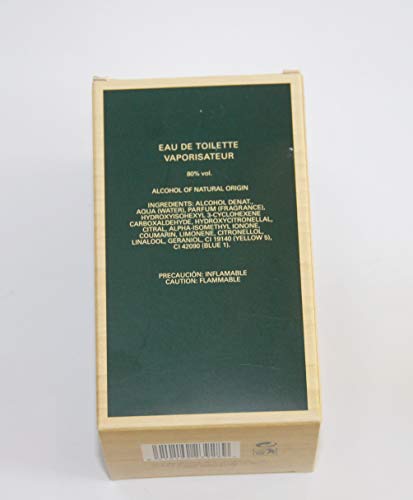 EAU DE TOILETTE
VAPORISATEUR
80% vol.
ALCOHOL OF NATURAL ORIGIN
INGREDIENTS: ALCOHOL DENAT,
AQUA (WATER), PARFUM (FRAGRANCE),
HYDROXYISOHEXYL 3-CYCLOHEXENE
CARBOXALDEHYDE, HYDROXYCITRONELLAL,
CITRAL, ALPHA-ISOMETHYL IONONE,
COUMARIN, LIMONENE, CITRONELLOL,
LINALOOL, GERANIOL, CI 19140 (YELLOW 5),
CI 42090 (BLUE 1).
PRECAUCIÓN: INFLAMABLE
CAUTION: FLAMMABLE